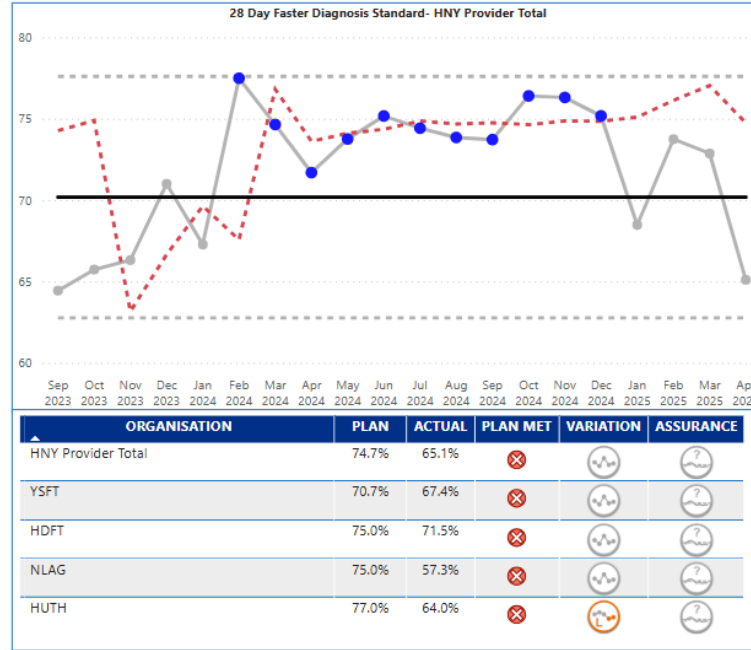 28 Day Faster Diagnosis Standard- HNY Provider Total
80
75
70
65
60
Sep Oct Nov Dec Jan Feb Mar Apr May Jun Jul Aug Sep Oct Nov Dec Jan Feb Mar
2023 2023 2023 2023 2024 2024 2024 2024 2024 2024 2024 2024 2024 2024 2024 2024 2025 2025 2025
ORGANISATION PLAN ACTUAL PLAN MET VARIATION ASSURANCE
HNY Provider Total 74.7% 65.1% ?
YSFT 70.7% 67.4% ?
HDFT 75.0% 71.5% ?
NLAG 75.0% 57.3% ?
HUTH 77.0% 64.0% L ?